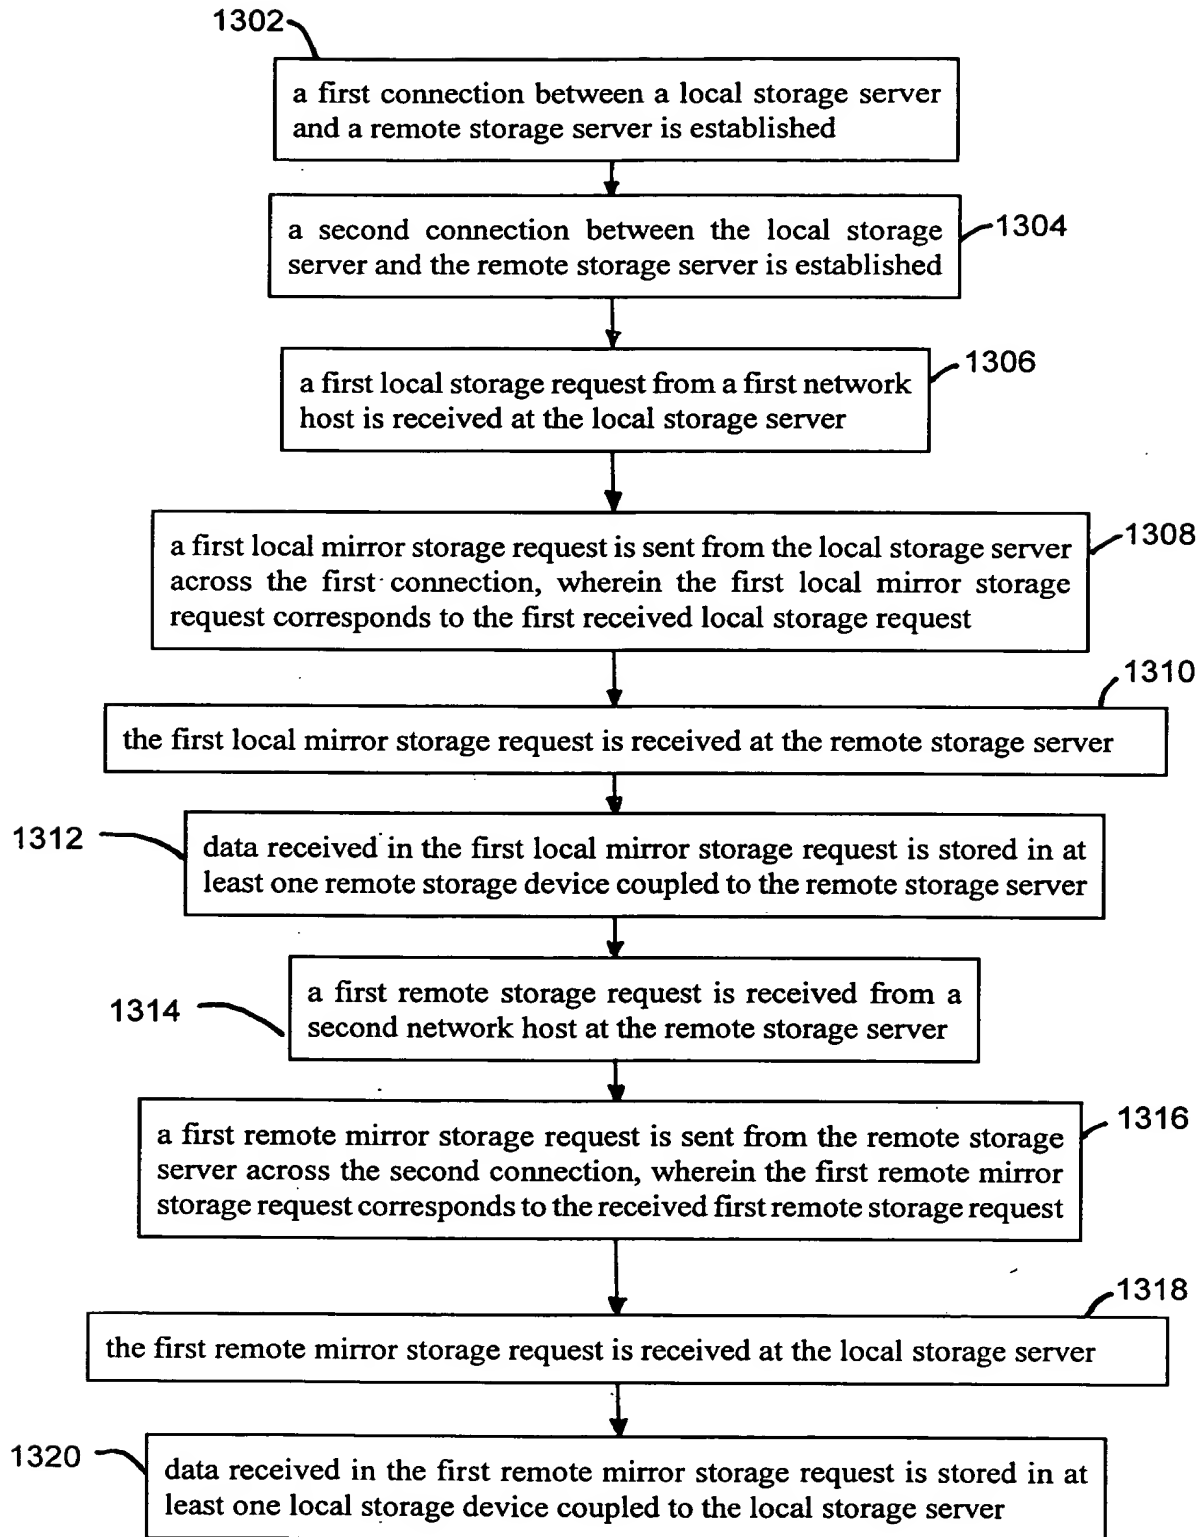 1302
a first connection between a local storage server
and a remote storage server is established
a second connection between the local storage
server and the remote storage server is established
1304
a first local storage request from a first network
host is received at the local storage server
1306
a first local mirror storage request is sent from the local storage server
across the first connection, wherein the first local mirror storage
request corresponds to the first received local storage request
1308
1310
the first local mirror storage request is received at the remote storage server
1312
data received in the first local mirror storage request is stored in at
least one remote storage device coupled to the remote storage server
1314
a first remote storage request is received from a
second network host at the remote storage server
a first remote mirror storage request is sent from the remote storage
server across the second connection, wherein the first remote mirror
storage request corresponds to the received first remote storage request
1316
1318
the first remote mirror storage request is received at the local storage server
1320
data received in the first remote mirror storage request is stored in at
least one local storage device coupled to the local storage server